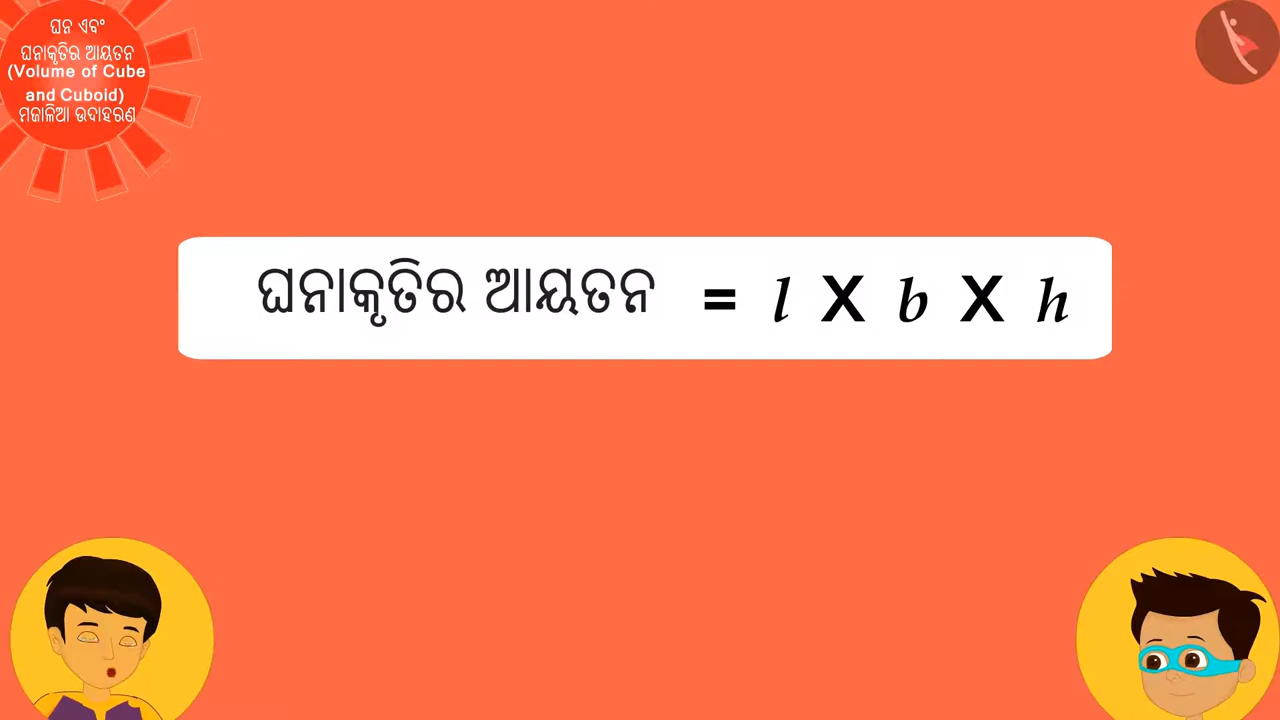 ଘନ ଏବଂ
ଘନାକୃତିର ଆୟତନ
(Volume of Cube
and Cuboid)
ମଜାଳିଆ ଉଦାହରଣ
ଘନାକୃତିର ଆୟତନ = l X b X h